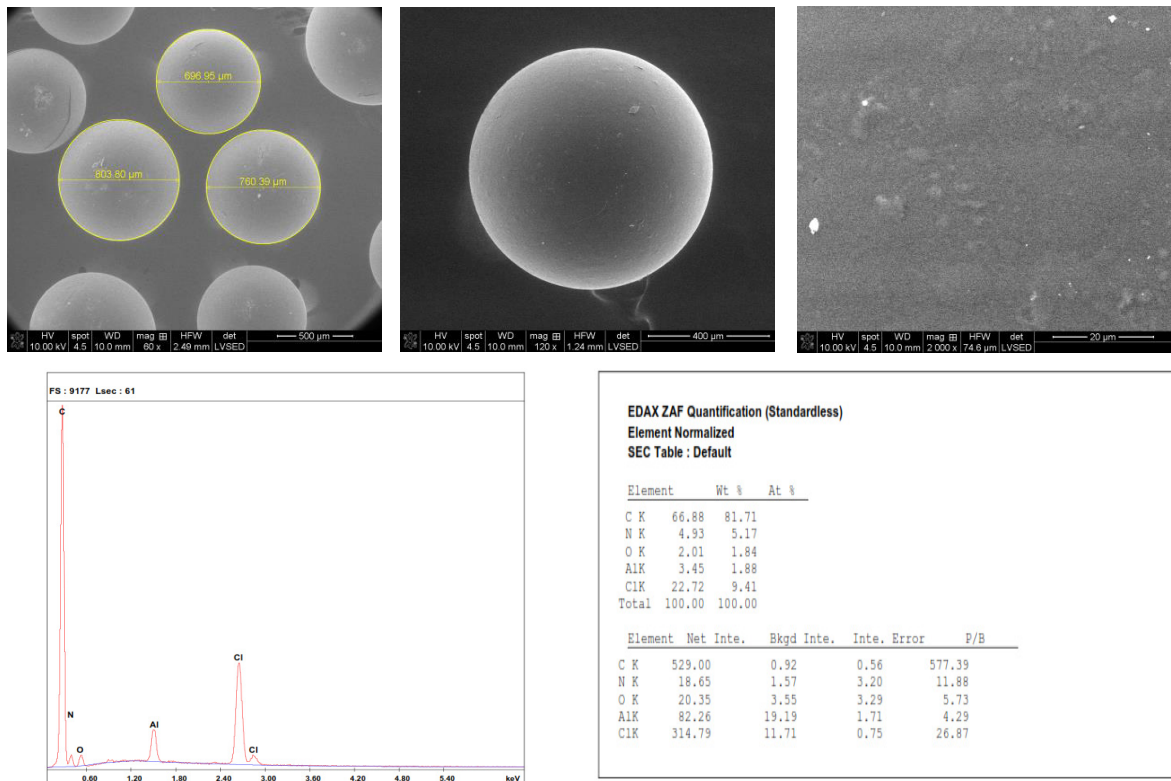 696.95 µm
803.80 µm
760.39 µm
HV spot WD mag HFW det
10.00 kV 4.5 10.0 mm 60 x 2.49 mm LVSED
500 µm
HV spot WD mag HFW det
10.00 kV 4.5 10.0 mm 120 x 1.24 mm LVSED
400 µm
HV spot WD mag HFW det
10.00 kV 4.5 10.0 mm 2 000 x 74.6 µm LVSED
20 µm
FS : 9177 Lsec : 61
C
N
O
Al
Cl
Cl
0.60 1.20 1.80 2.40 3.00 3.60 4.20 4.80 5.40 keV
EDAX ZAF Quantification (Standardless)
Element Normalized
SEC Table : Default
Element Wt % At %
C K 66.88 81.71
N K 4.93 5.17
O K 2.01 1.84
AlK 3.45 1.88
ClK 22.72 9.41
Total 100.00 100.00
Element Net Inte. Bkgd Inte. Inte. Error P/B
C K 529.00 0.92 0.56 577.39
N K 18.65 1.57 3.20 11.88
O K 20.35 3.55 3.29 5.73
AlK 82.26 19.19 1.71 4.29
ClK 314.79 11.71 0.75 26.87